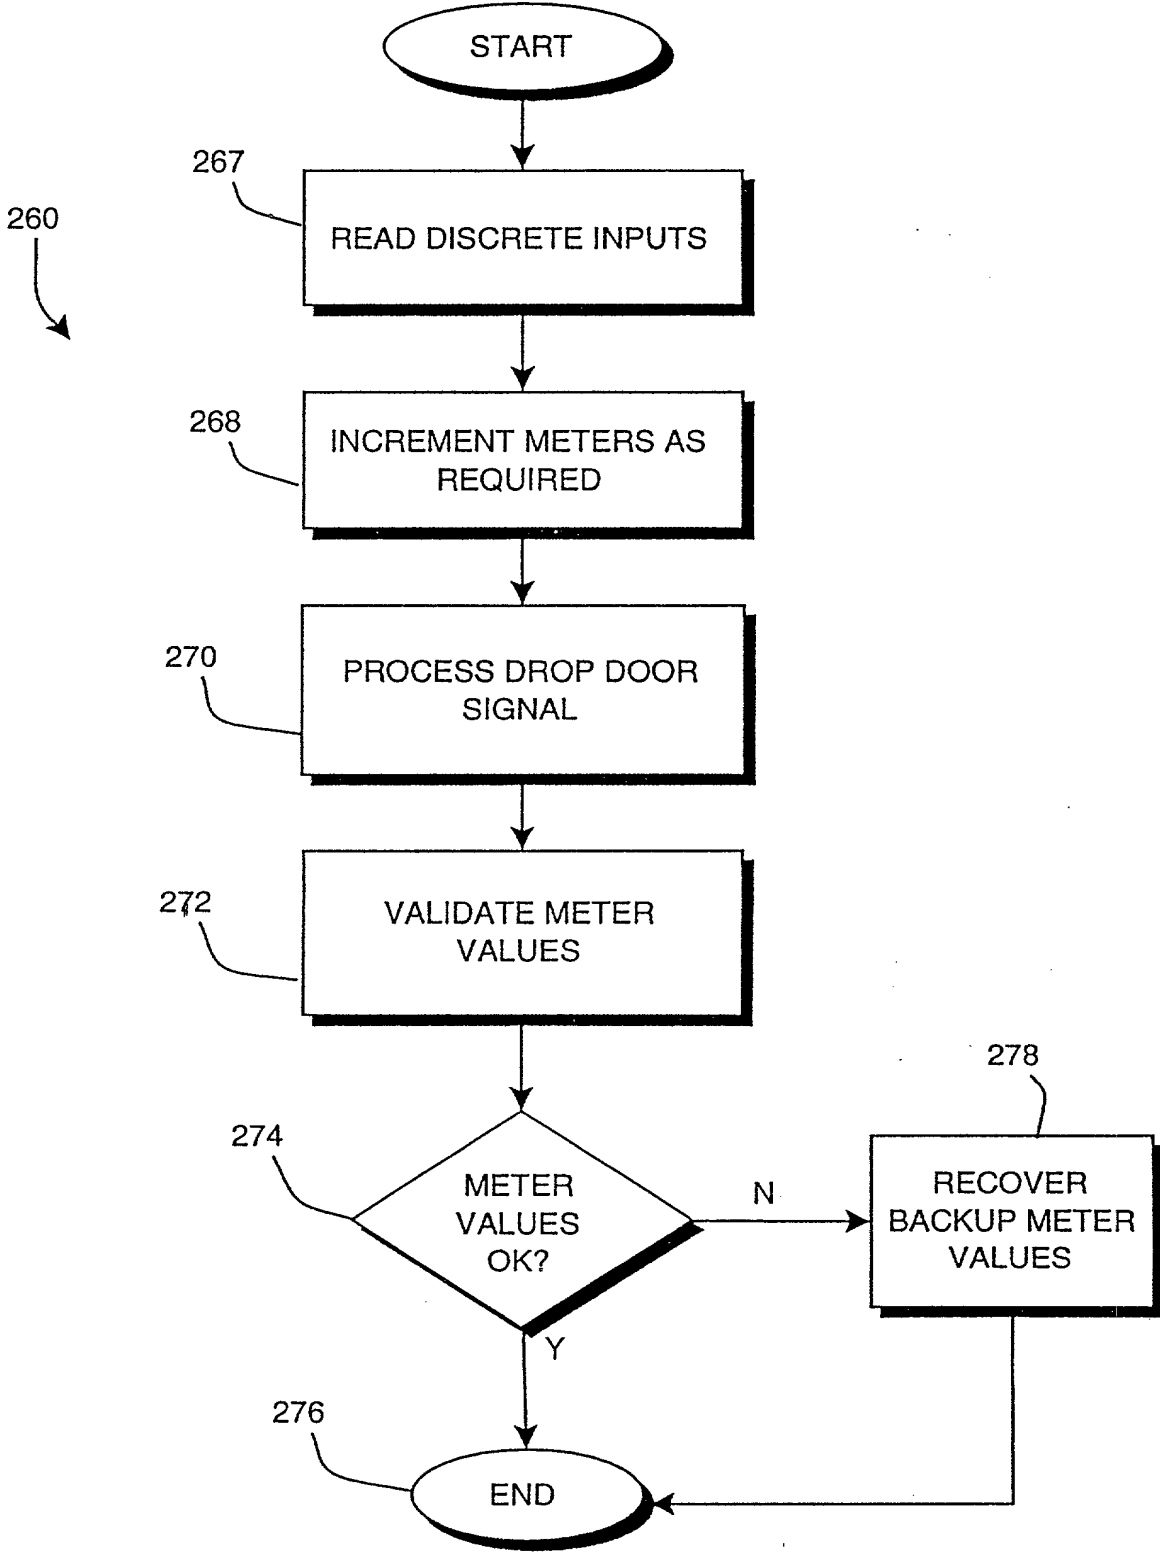 START
267
260
READ DISCRETE INPUTS
268
INCREMENT METERS AS
REQUIRED
270
PROCESS DROP DOOR
SIGNAL
272
VALIDATE METER
VALUES
278
274
METER
VALUES
OK?
N
RECOVER
BACKUP METER
VALUES
Y
276
END